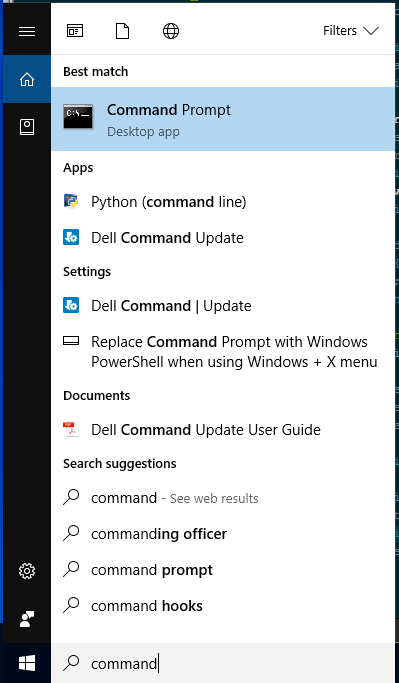 Filters
Best match
C:\_
Command Prompt
Desktop app
Apps
Python (command line)
Dell Command Update
Settings
Dell Command | Update
Replace Command Prompt with Windows
PowerShell when using Windows + X menu
Documents
Dell Command Update User Guide
Search suggestions
command - See web results
commanding officer
command prompt
command hooks
command